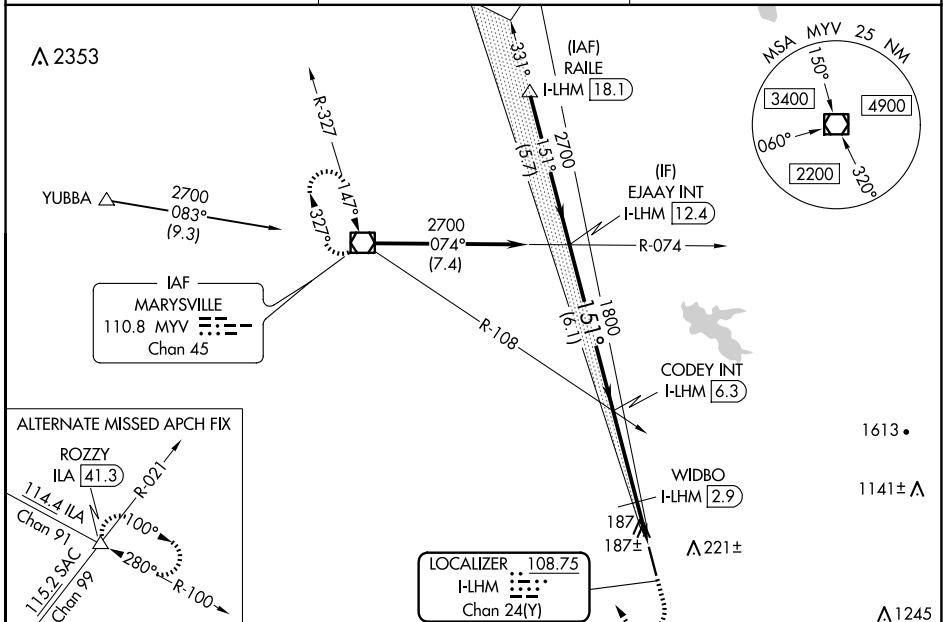 2353
331°
(IAF)
RAILE
I-LHM 18.1
MSA MYV 25 NM
150°
3400
4900
060°
2200
320°
R-327
2700
151°
(5.7)
(IF)
EJAAY INT
I-LHM 12.4
YUBBA
2700
083°
(9.3)
327°
147°
2700
074°
(7.4)
R-074
IAF
MARYSVILLE
110.8 MYV
Chan 45
R-108
1800
151°
(6.1)
CODEY INT
I-LHM 6.3
ALTERNATE MISSED APCH FIX
ROZZY
ILA 41.3
R-021
114.4 ILA
Chan 91
100°
280°
R-100
115.2 SAC
Chan 99
1613
WIDBO
I-LHM 2.9
1141±
187
187±
221±
LOCALIZER 108.75
I-LHM
Chan 24(Y)
1245